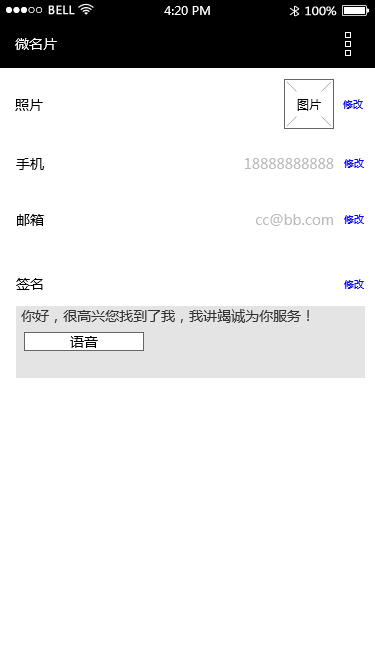 BELL 4:20 PM 100%
微名片
照片 图片 修改
手机 18888888888 修改
邮箱 cc@bb.com 修改
签名 修改
你好，很高兴您找到了我，我讲竭诚为你服务！
语音